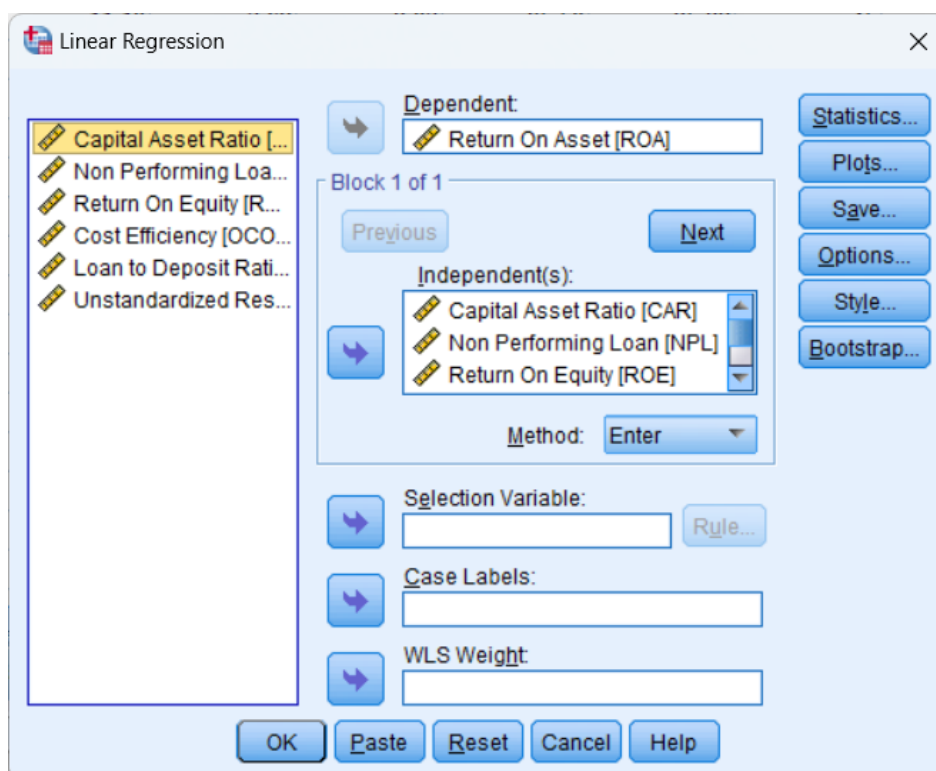 Linear Regression
Capital Asset Ratio [...
Non Performing Loa...
Return On Equity [R...
Cost Efficiency [OCO...
Loan to Deposit Rati...
Unstandardized Res...
Dependent:
Return On Asset [ROA]
Block 1 of 1
Previous
Next
Independent(s):
Capital Asset Ratio [CAR]
Non Performing Loan [NPL]
Return On Equity [ROE]
Method: Enter
Selection Variable:
Rule...
Case Labels:
WLS Weight:
Statistics...
Plots...
Save...
Options...
Style...
Bootstrap...
OK Paste Reset Cancel Help